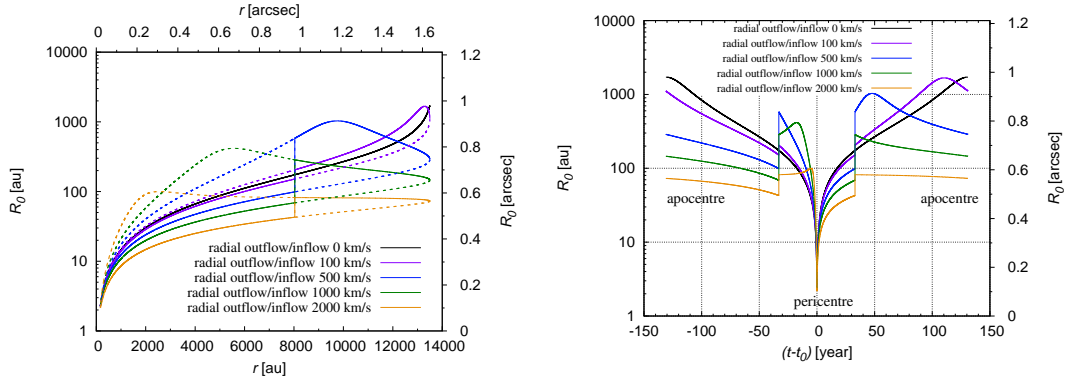 r [arcsec]
0 0.2 0.4 0.6 0.8 1 1.2 1.4 1.6
10000
1000
100
10
1
R0 [au]
1.2
1
0.8
0.6
0.4
0.2
0
R0 [arcsec]
radial outflow/inflow 0 km/s
radial outflow/inflow 100 km/s
radial outflow/inflow 500 km/s
radial outflow/inflow 1000 km/s
radial outflow/inflow 2000 km/s
0 2000 4000 6000 8000 10000 12000 14000
r [au]
10000
1000
100
10
1
R0 [au]
1.2
1
0.8
0.6
0.4
0.2
0
R0 [arcsec]
radial outflow/inflow 0 km/s
radial outflow/inflow 100 km/s
radial outflow/inflow 500 km/s
radial outflow/inflow 1000 km/s
radial outflow/inflow 2000 km/s
apocentre
apocentre
pericentre
-150 -100 -50 0 50 100 150
(t-t0) [year]